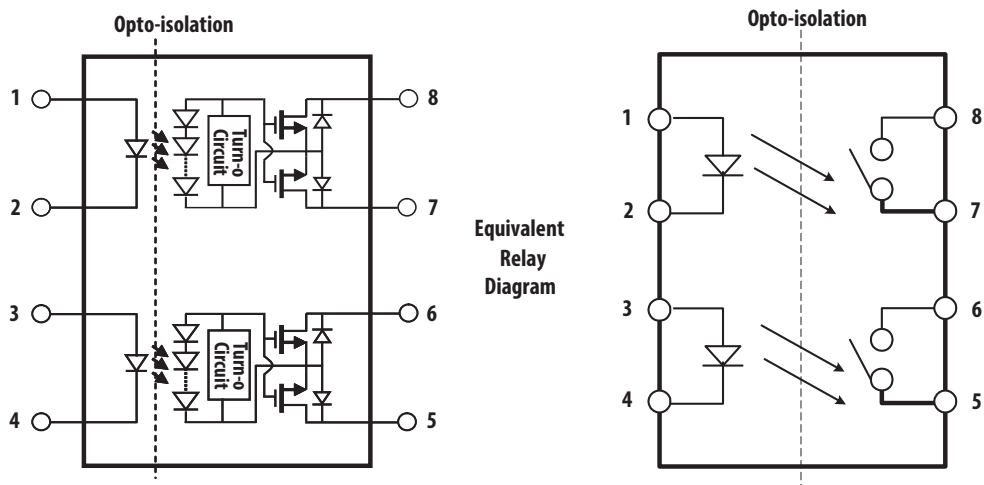 Opto-isolation
1
8
Turn-o
Circuit
2
7
3
6
Turn-o
Circuit
4
5
Equivalent
Relay
Diagram
Opto-isolation
1
8
2
7
3
6
4
5